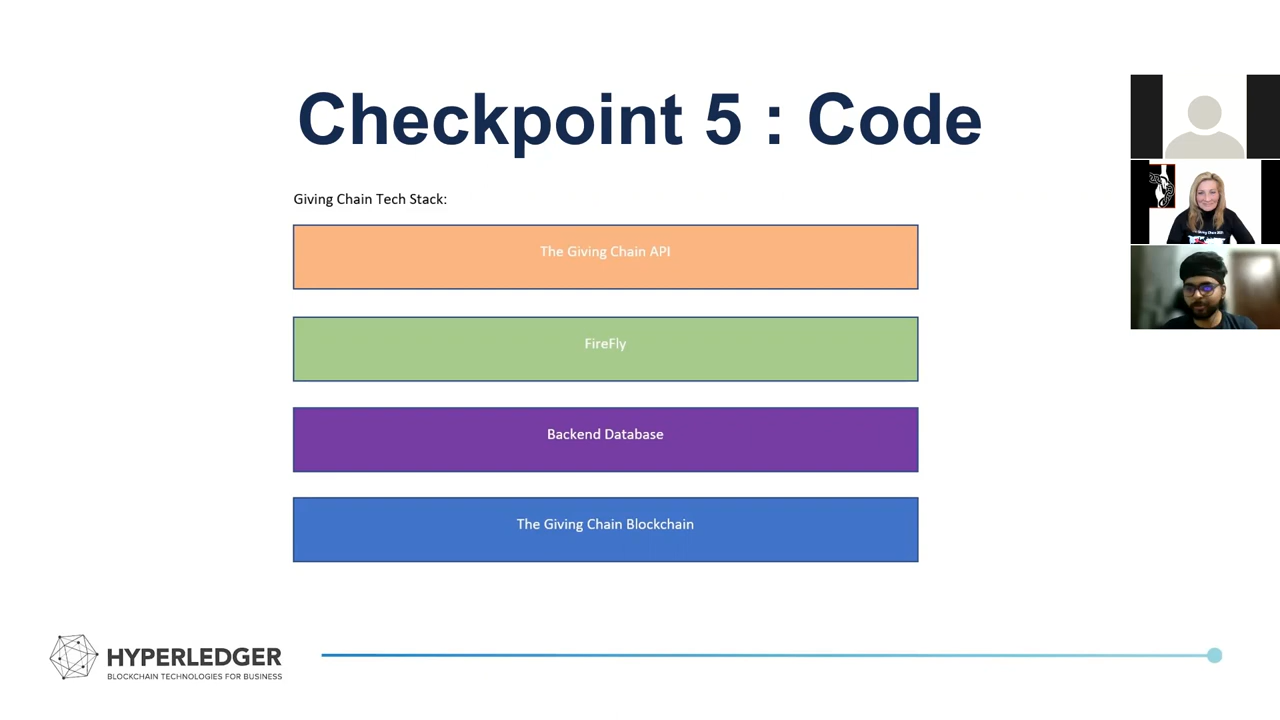 Checkpoint 5 : Code
Giving Chain Tech Stack:
The Giving Chain API
FireFly
Backend Database
The Giving Chain Blockchain
HYPERLEDGER
BLOCKCHAIN TECHNOLOGIES FOR BUSINESS